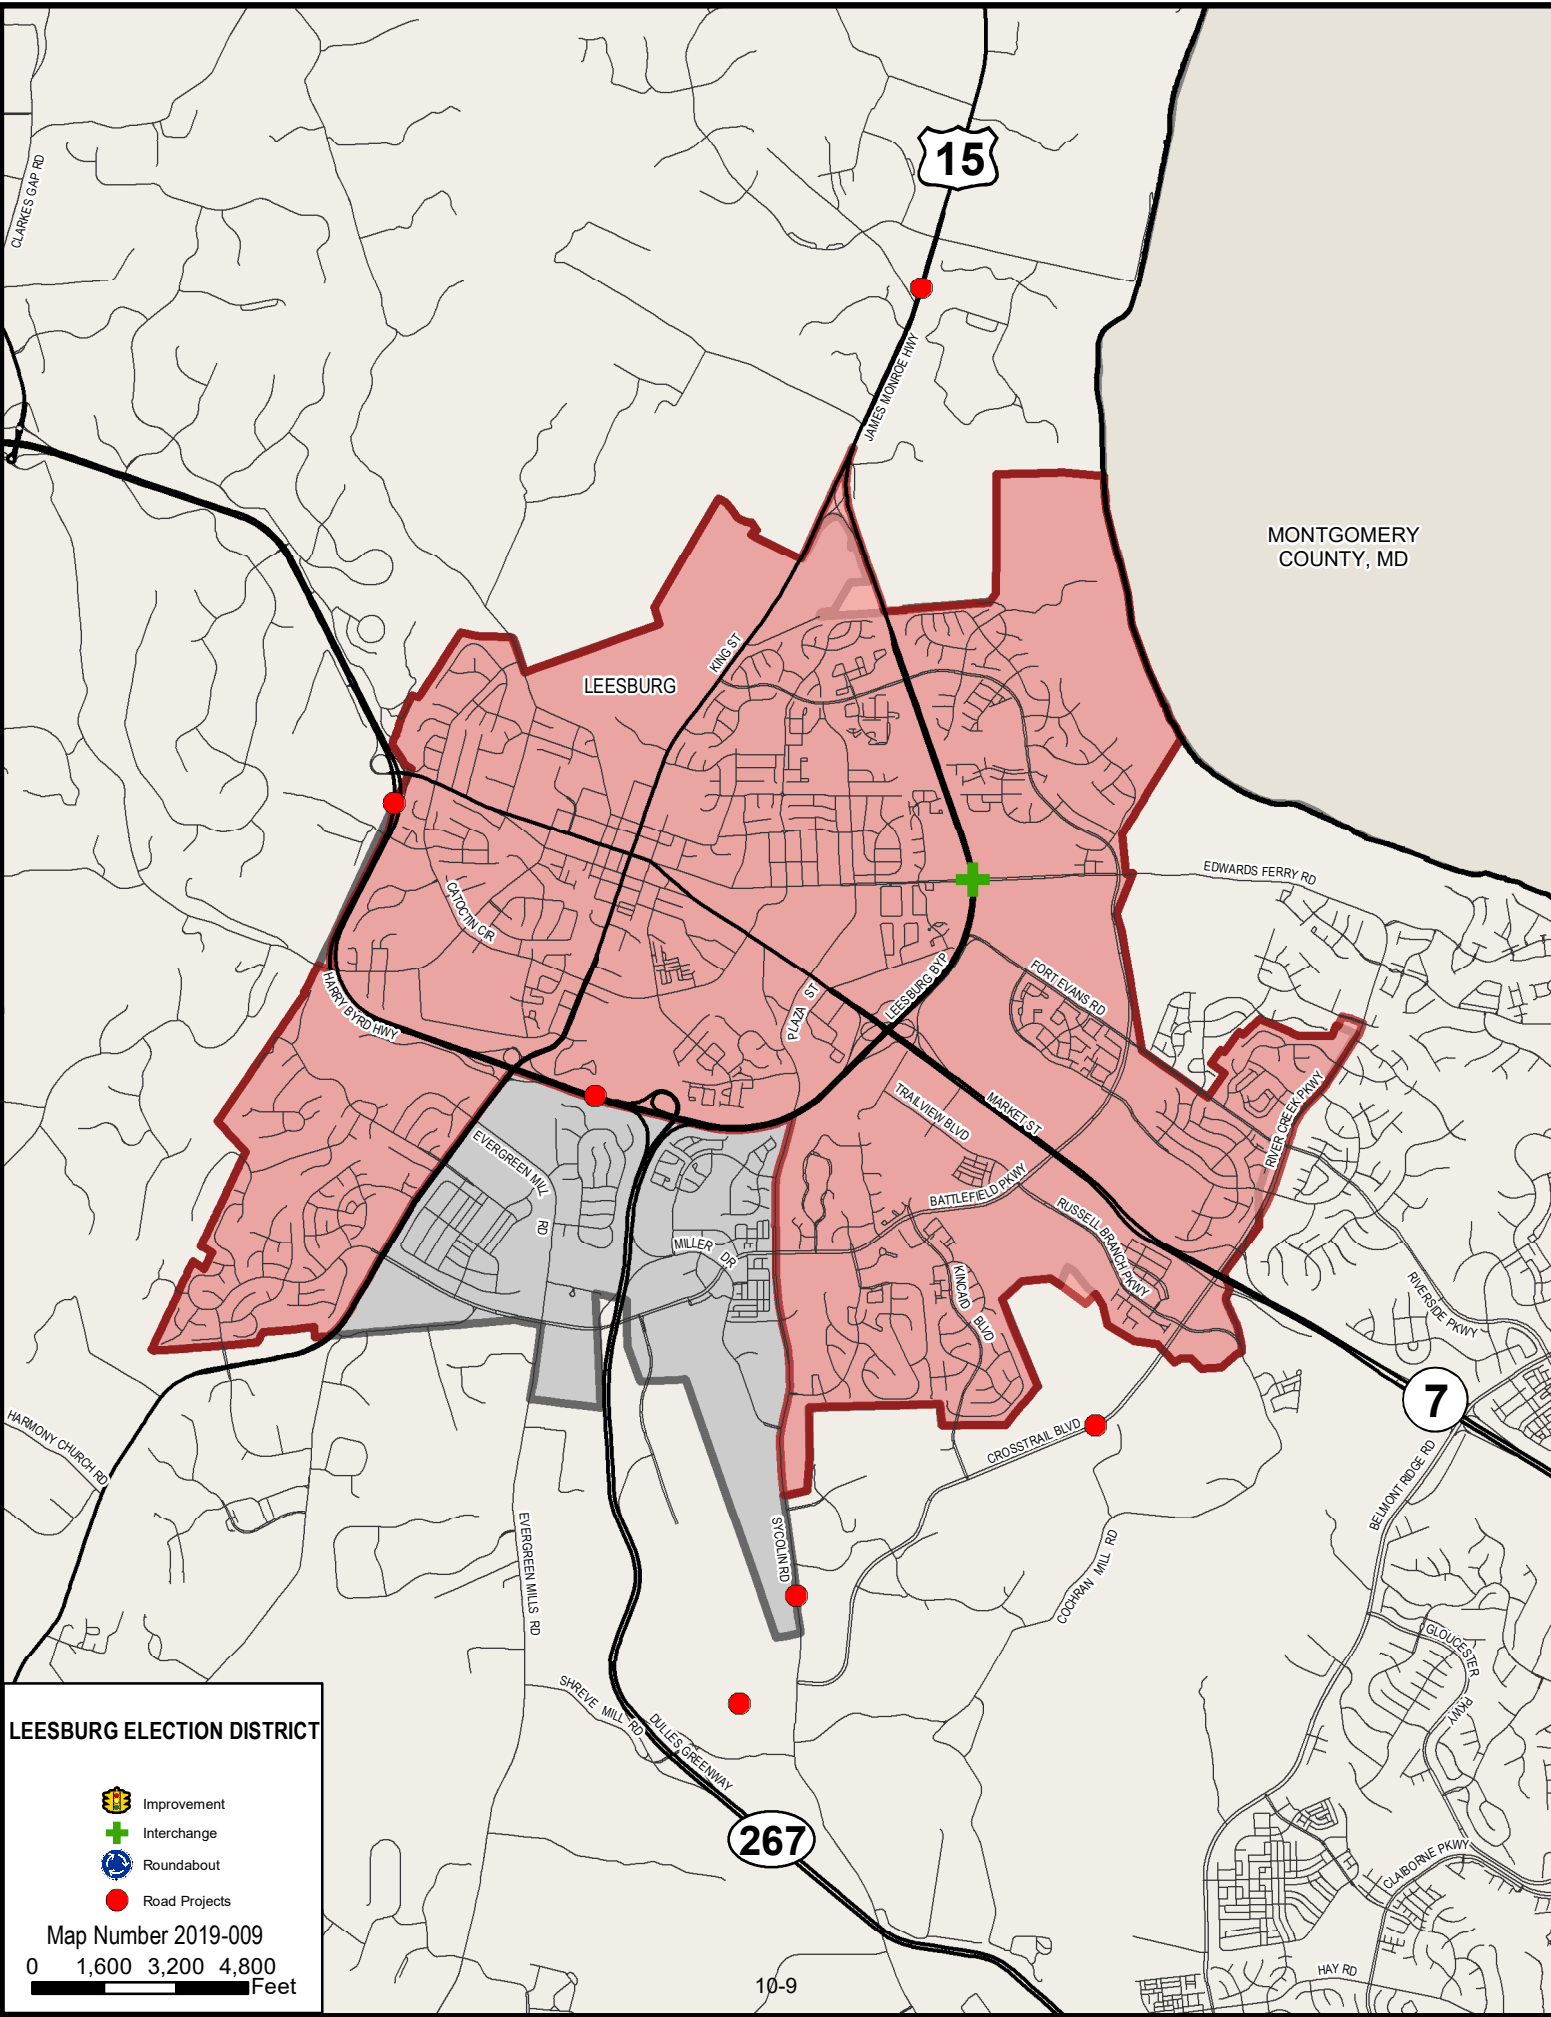 15
CLARKES GAP RD
JAMES MONROE HWY
MONTGOMERY
COUNTY, MD
KING ST
LEESBURG
EDWARDS FERRY RD
CATOCTIN CIR
HARRY BYRD HWY
PLAZA ST
LEESBURG BYP
FORT EVANS RD
TRAILVIEW BLVD
MARKET ST
RIVER CREEK PKWY
EVERGREEN MILL RD
BATTLEFIELD PKWY
RUSSELL BRANCH PKWY
MILLER DR
KINCAID BLVD
RIVERSIDE PKWY
7
HARMONY CHURCH RD
CROSSTRAIL BLVD
BELMONT RIDGE RD
EVERGREEN MILLS RD
SYCOLIN RD
COCHRAN MILL RD
GLOUCESTER PKWY
SHREVE MILL RD
DULLES GREENWAY
267
CLAIBORNE PKWY
HAY RD
LEESBURG ELECTION DISTRICT
Improvement
Interchange
Roundabout
Road Projects
Map Number 2019-009
0 1,600 3,200 4,800
Feet
10-9